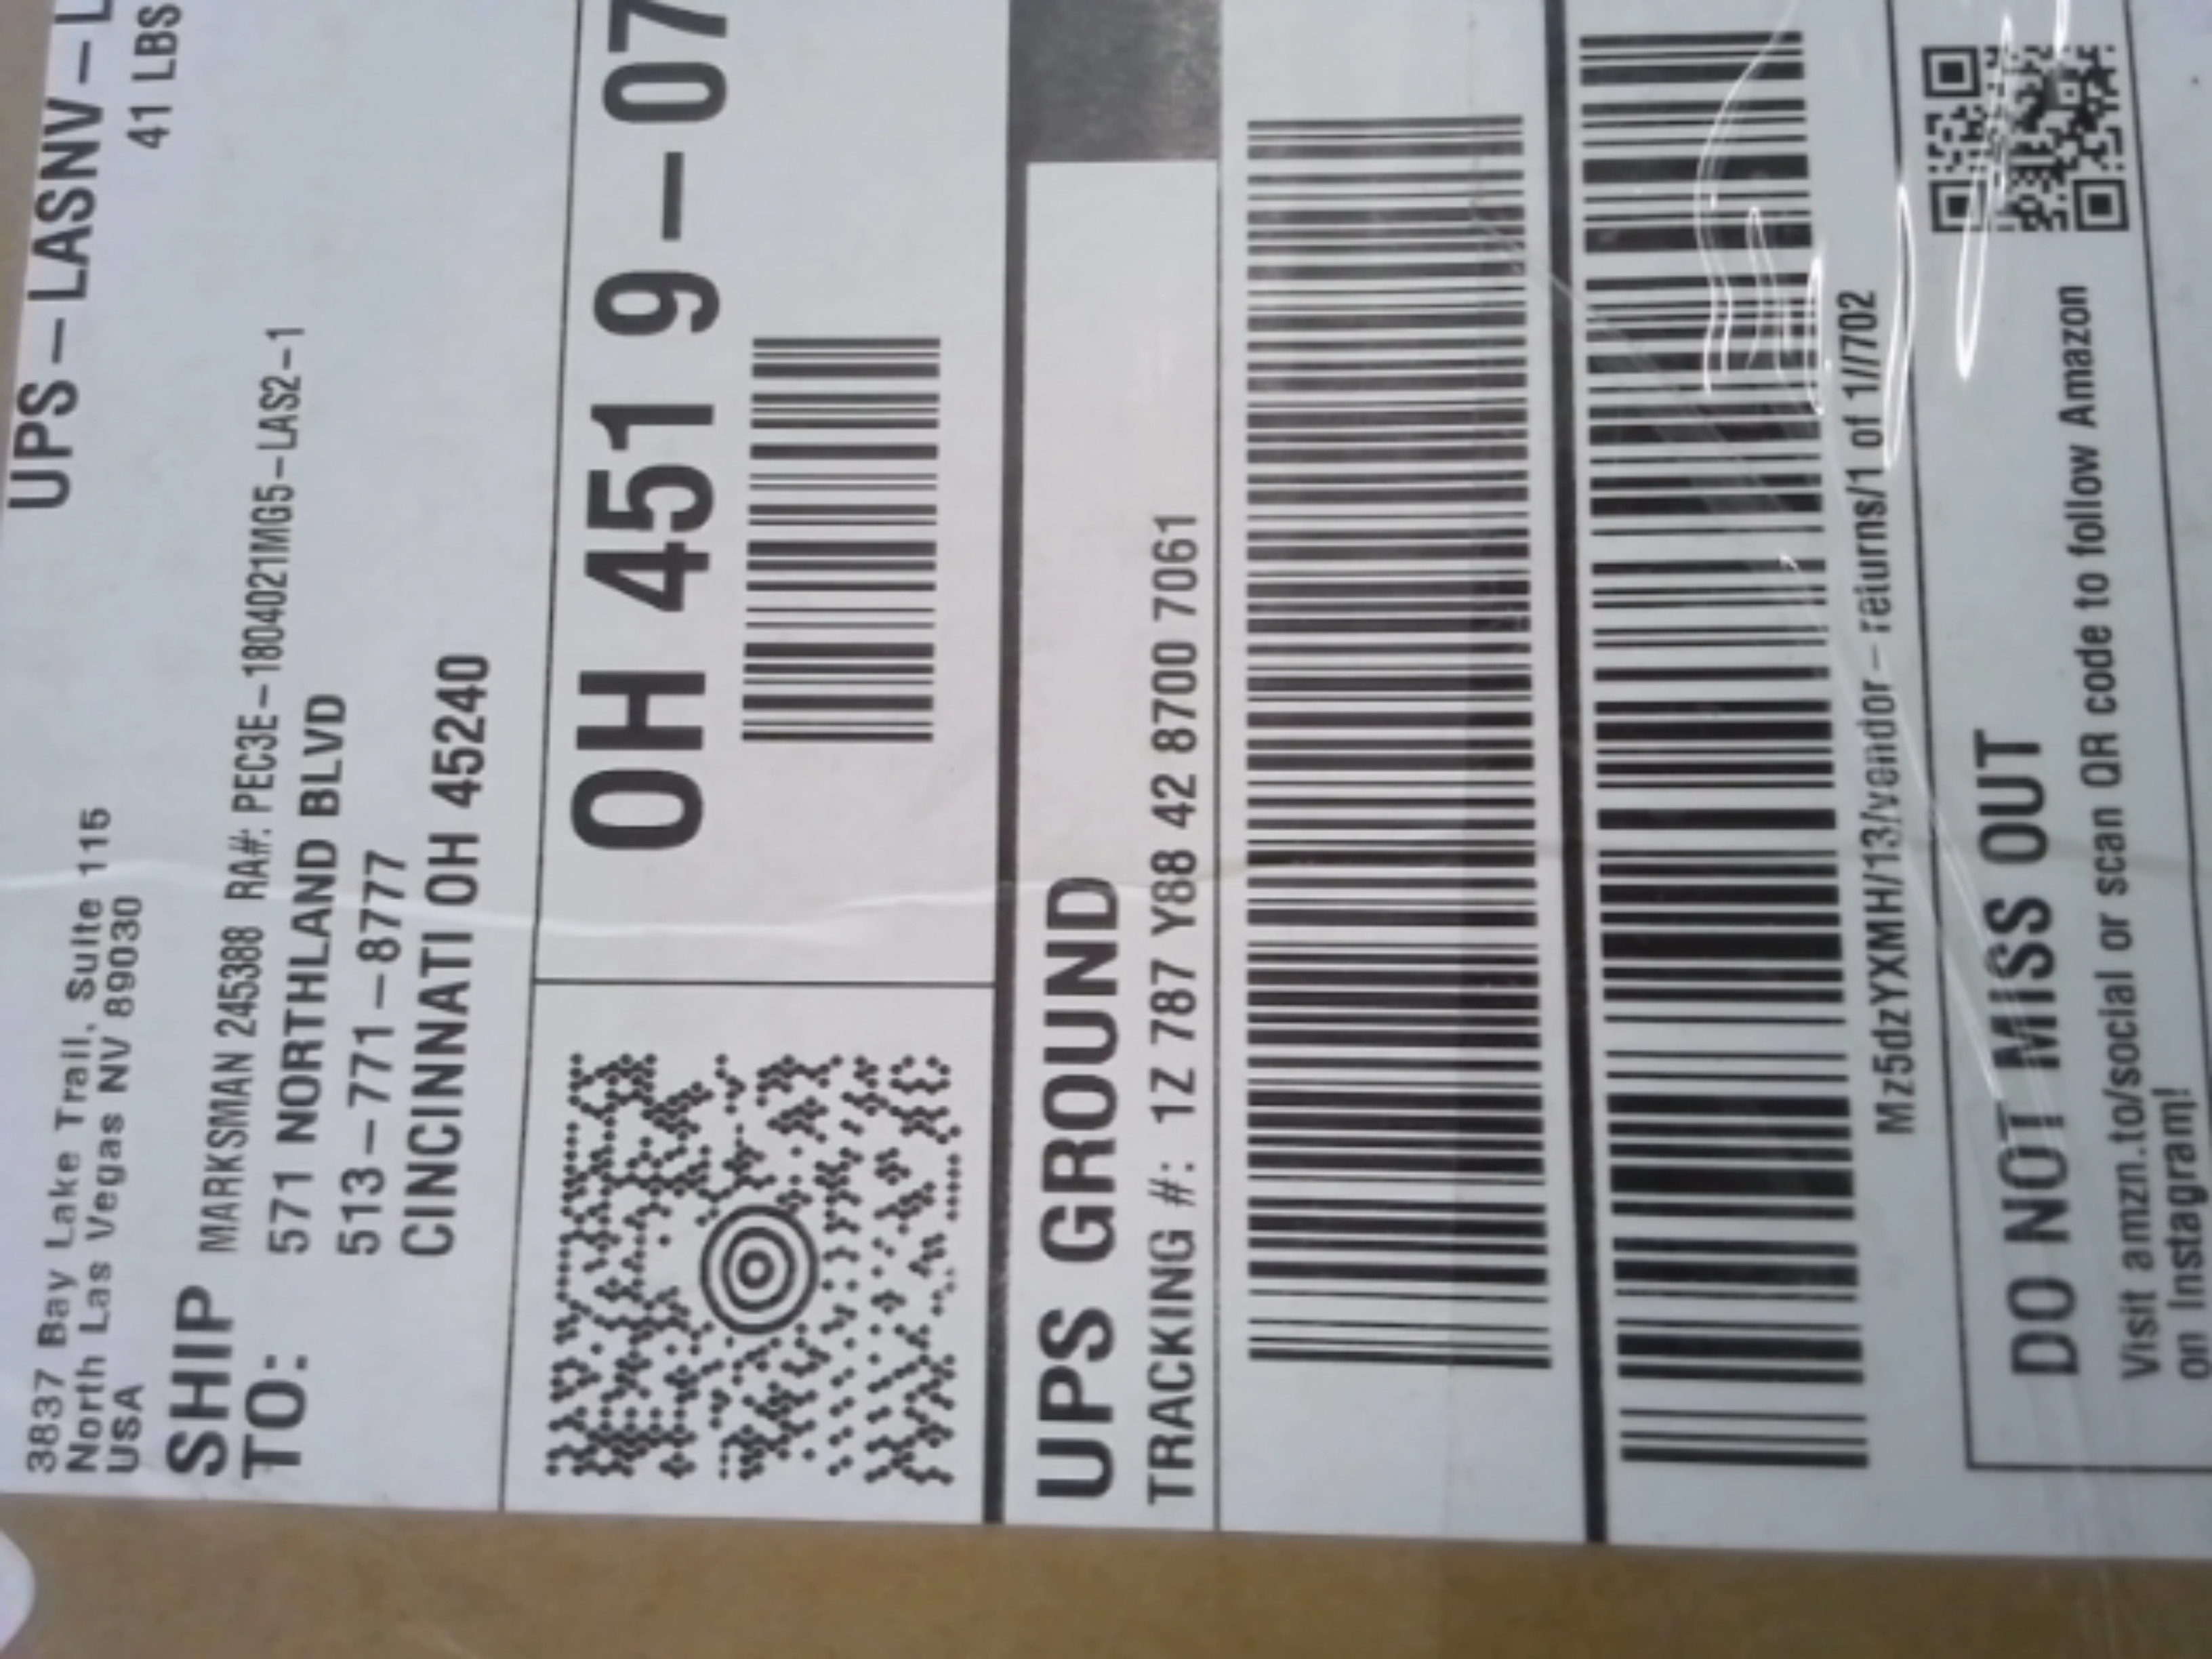 UPS-LASNV-L
41 LBS
3837 Bay Lake Trail, Suite 115
North Las Vegas NV 89030
USA
SHIP
TO:
MARKSMAN 245388 RA#: PEC3E-1804021MG5-LAS2-1
571 NORTHLAND BLVD
513-771-8777
CINCINNATI OH 45240
OH 451 9-07
UPS GROUND
TRACKING #: 1Z 787 Y88 42 8700 7061
Mz5dzYXMH/13/vendor-returns/1 of 1//702
DO NOT MISS OUT
Visit amzn.to/social or scan QR code to follow Amazon
on Instagram!